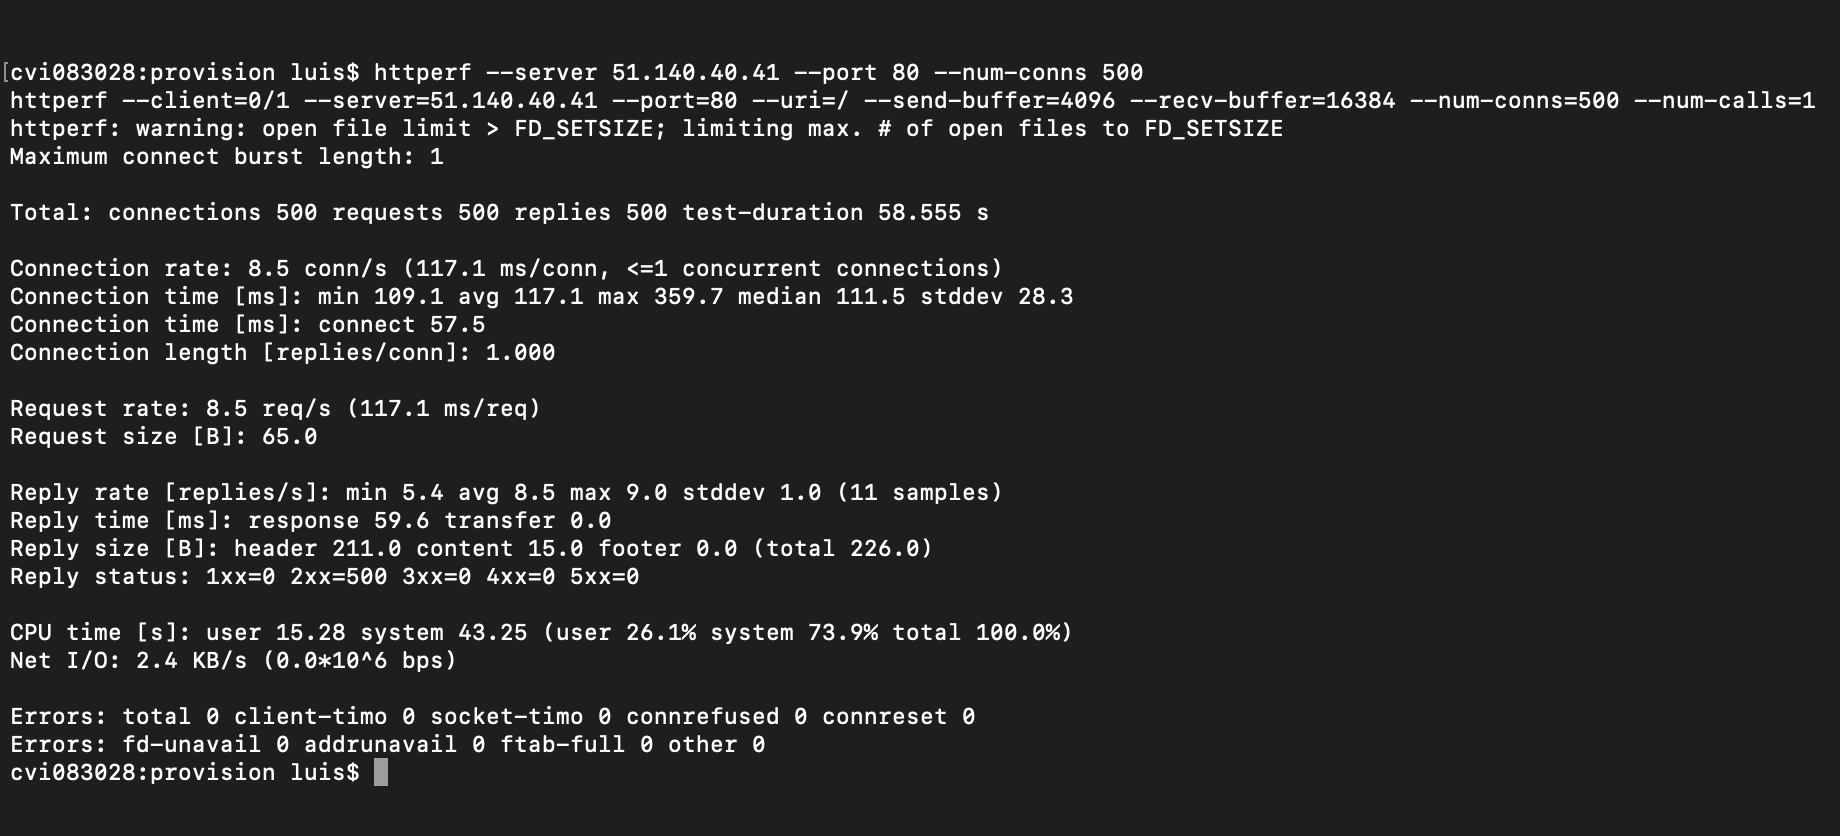 [cvi083028:provision luis$ httperf --server 51.140.40.41 --port 80 --num-conns 500
httperf --client=0/1 --server=51.140.40.41 --port=80 --uri=/ --send-buffer=4096 --recv-buffer=16384 --num-conns=500 --num-calls=1
httperf: warning: open file limit > FD_SETSIZE; limiting max. # of open files to FD_SETSIZE
Maximum connect burst length: 1
Total: connections 500 requests 500 replies 500 test-duration 58.555 s
Connection rate: 8.5 conn/s (117.1 ms/conn, <=1 concurrent connections)
Connection time [ms]: min 109.1 avg 117.1 max 359.7 median 111.5 stddev 28.3
Connection time [ms]: connect 57.5
Connection length [replies/conn]: 1.000
Request rate: 8.5 req/s (117.1 ms/req)
Request size [B]: 65.0
Reply rate [replies/s]: min 5.4 avg 8.5 max 9.0 stddev 1.0 (11 samples)
Reply time [ms]: response 59.6 transfer 0.0
Reply size [B]: header 211.0 content 15.0 footer 0.0 (total 226.0)
Reply status: 1xx=0 2xx=500 3xx=0 4xx=0 5xx=0
CPU time [s]: user 15.28 system 43.25 (user 26.1% system 73.9% total 100.0%)
Net I/O: 2.4 KB/s (0.0*10^6 bps)
Errors: total 0 client-timo 0 socket-timo 0 connrefused 0 connreset 0
Errors: fd-unavail 0 addrunavail 0 ftab-full 0 other 0
cvi083028:provision luis$